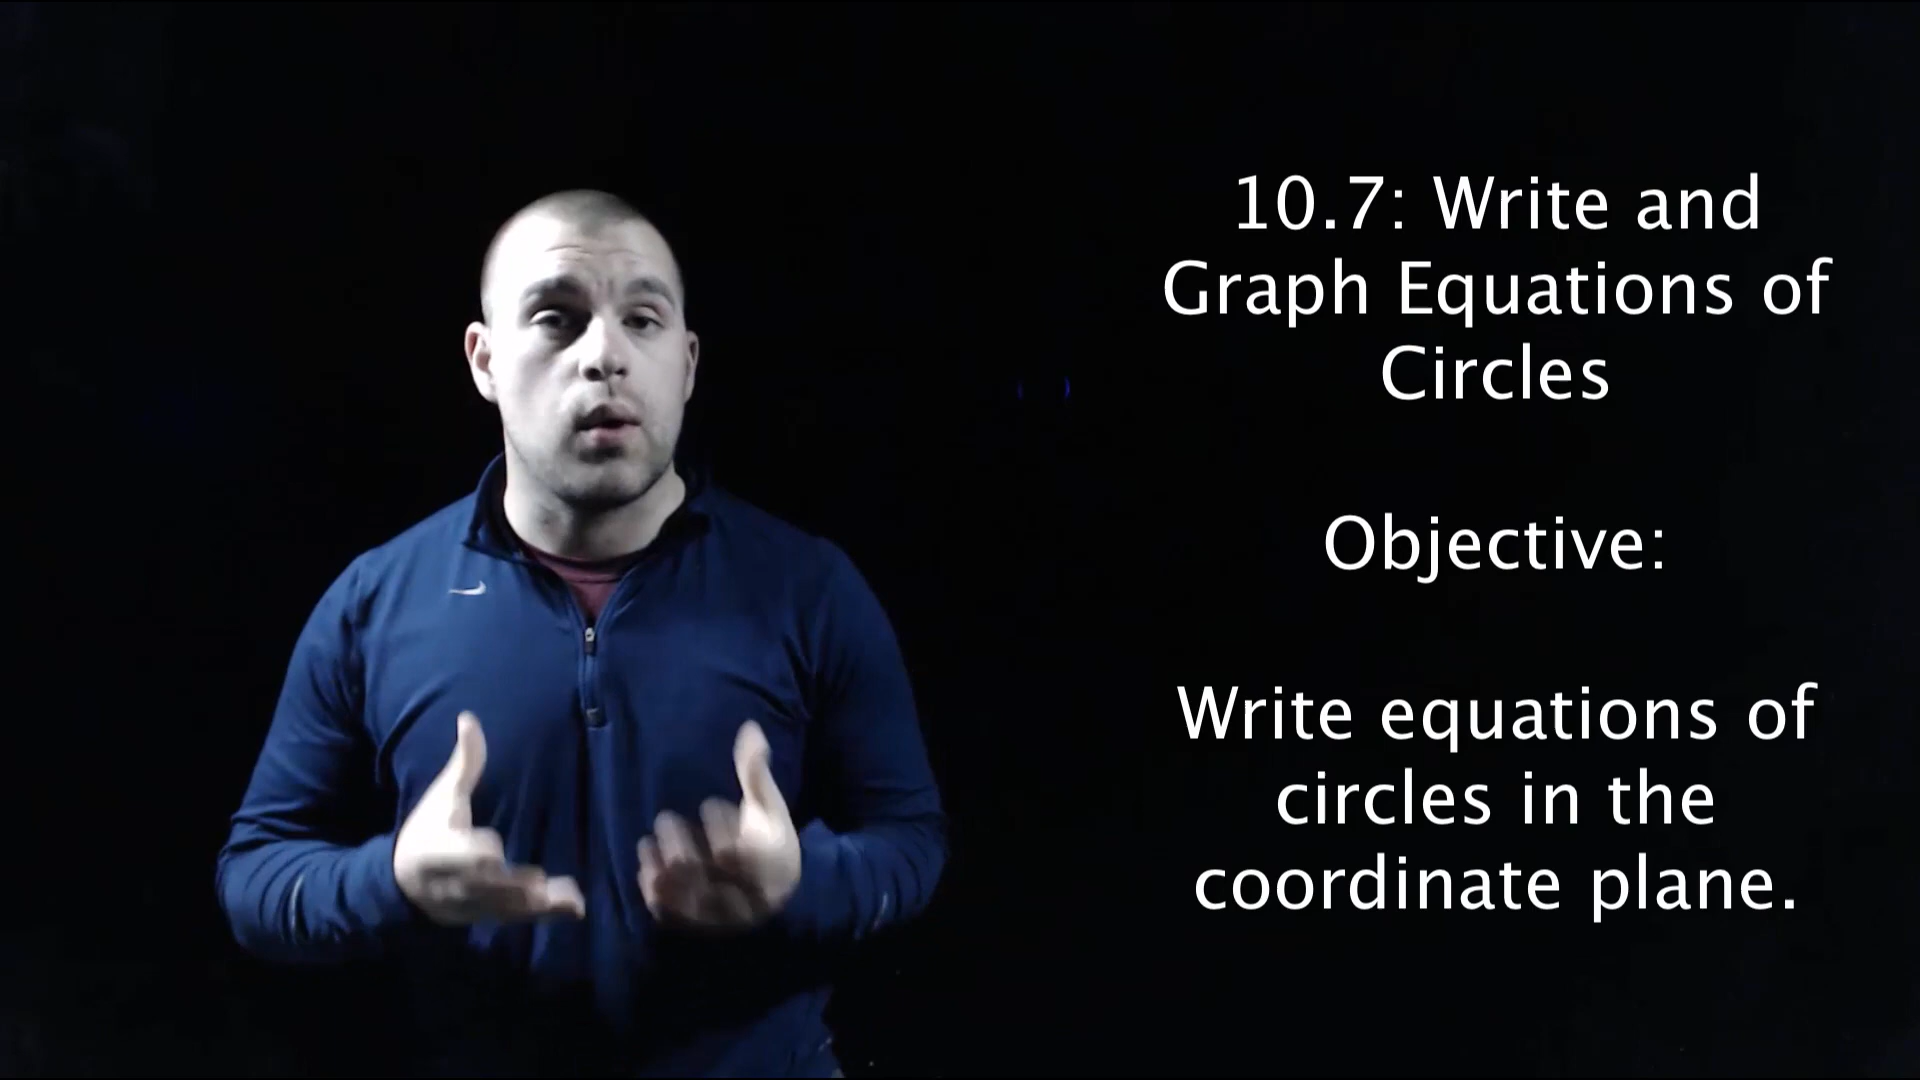 10.7: Write and
Graph Equations of
Circles
Objective:
Write equations of
circles in the
coordinate plane.